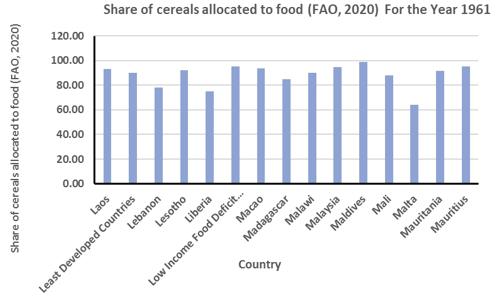 Share of cereals allocated to food (FAO, 2020) For the Year 1961
Share of cereals allocated to food (FAO, 2020)
120.00
100.00
80.00
60.00
40.00
20.00
0.00
Laos
Least Developed Countries
Lebanon
Lesotho
Liberia
Low Income Food Deficit…
Macao
Madagascar
Malawi
Malaysia
Maldives
Mali
Malta
Mauritania
Mauritius
Country